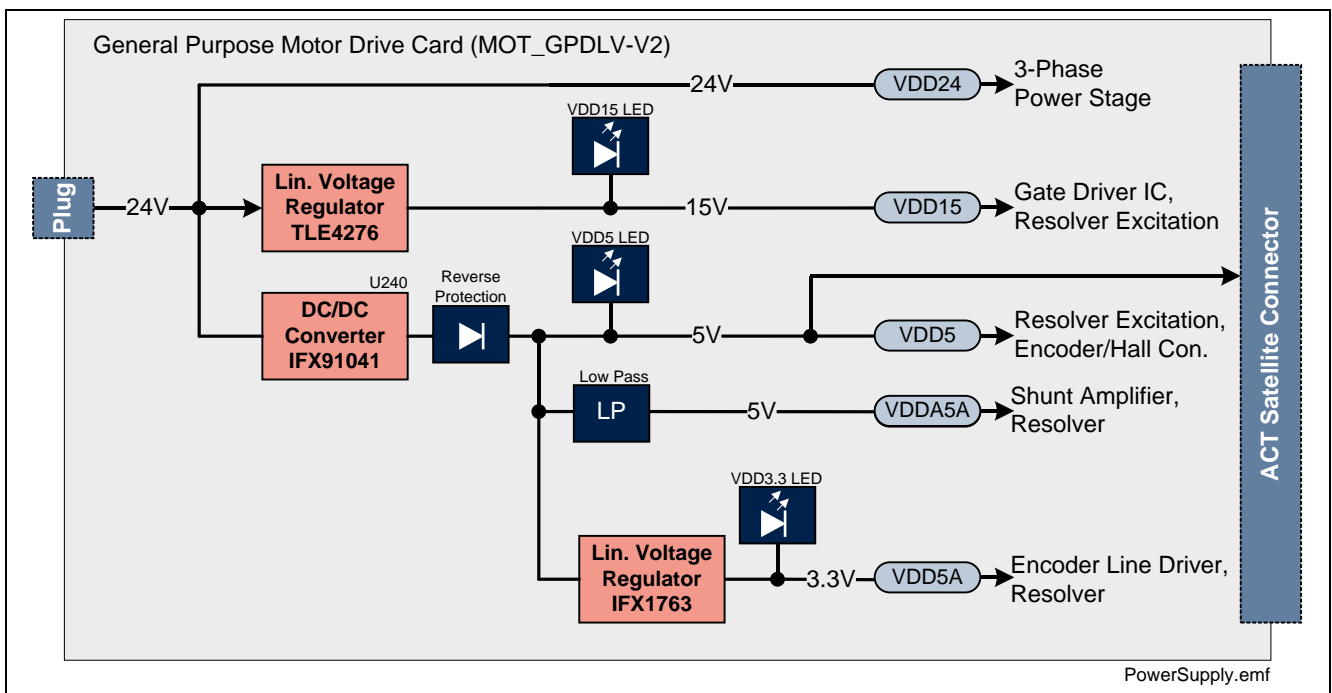 General Purpose Motor Drive Card (MOT_GPDLV-V2)
24V
VDD24
3-Phase
Power Stage
VDD15 LED
Plug
24V
Lin. Voltage
Regulator
TLE4276
15V
VDD15
Gate Driver IC,
Resolver Excitation
VDD5 LED
U240
DC/DC
Converter
IFX91041
Reverse
Protection
5V
VDD5
Resolver Excitation,
Encoder/Hall Con.
Low Pass
LP
5V
VDDA5A
Shunt Amplifier,
Resolver
VDD3.3 LED
Lin. Voltage
Regulator
IFX1763
3.3V
VDD5A
Encoder Line Driver,
Resolver
ACT Satellite Connector
PowerSupply.emf